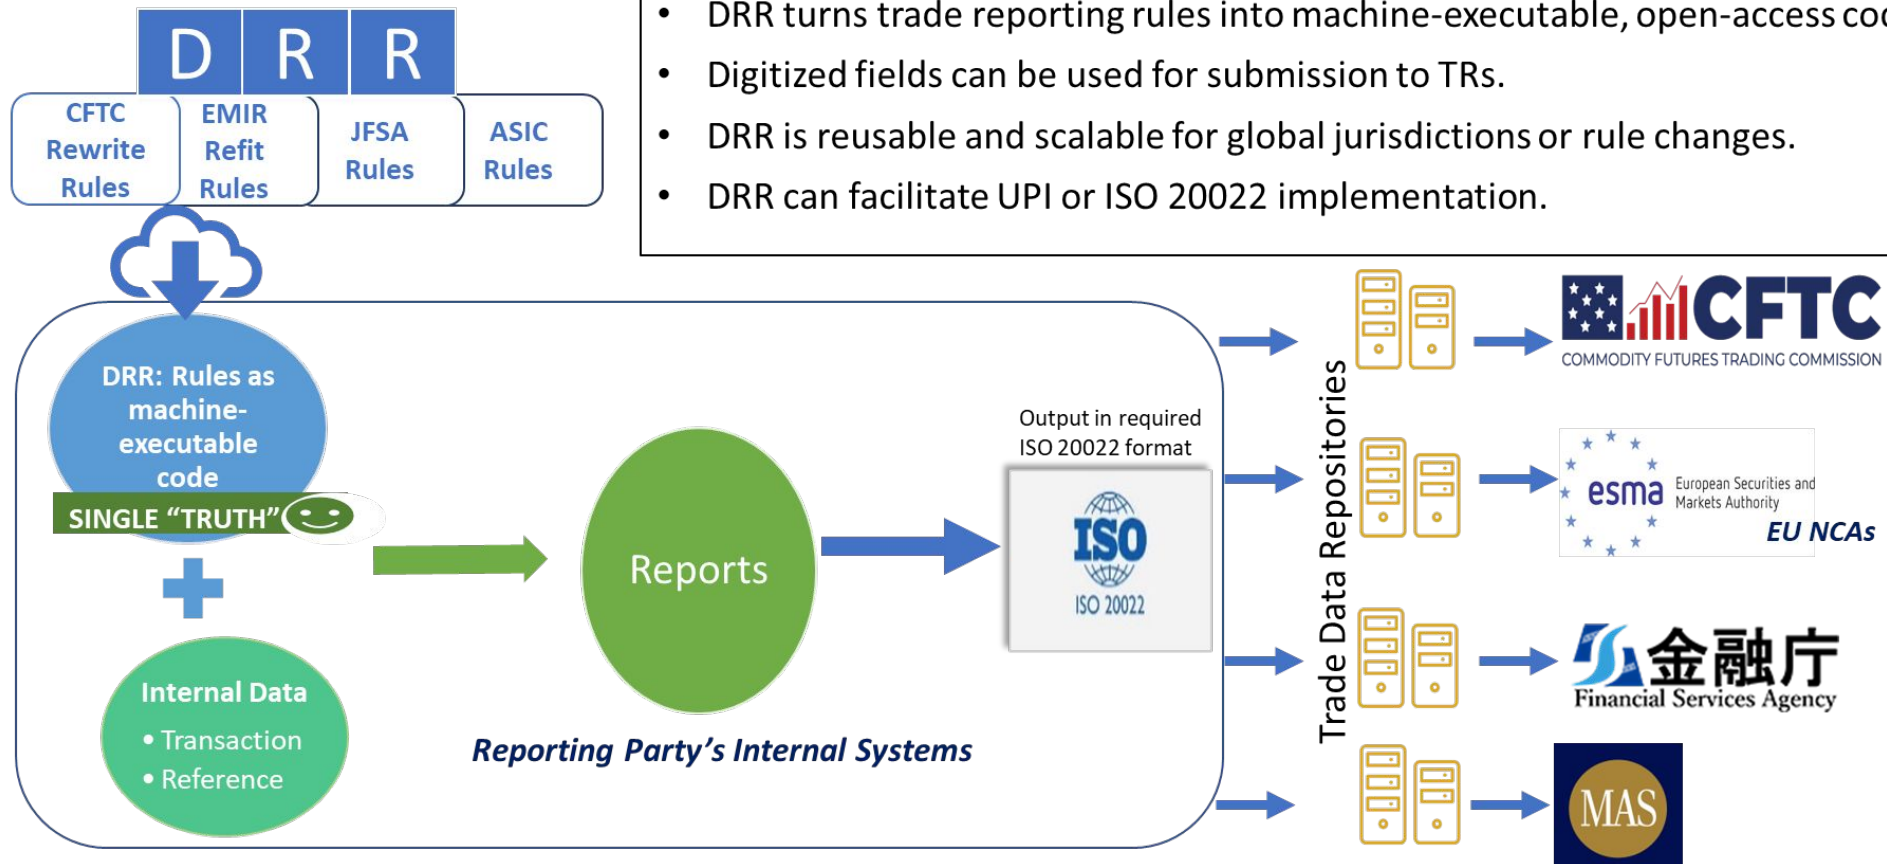 D R R
CFTC
Rewrite
Rules
EMIR
Refit
Rules
JFSA
Rules
ASIC
Rules
• DRR turns trade reporting rules into machine-executable, open-access
• Digitized fields can be used for submission to TRs.
• DRR is reusable and scalable for global jurisdictions or rule changes.
• DRR can facilitate UPI or ISO 20022 implementation.
DRR: Rules as
machine-
executable
code
SINGLE “TRUTH”
Internal Data
• Transaction
• Reference
Reports
Reporting Party’s Internal Systems
Output in required
ISO 20022 format
ISO
ISO 20022
Trade Data Repositories
CFTC
COMMODITY FUTURES TRADING COMMISSION
esma
European Securities and
Markets Authority
EU NCAs
金融庁
Financial Services Agency
MAS